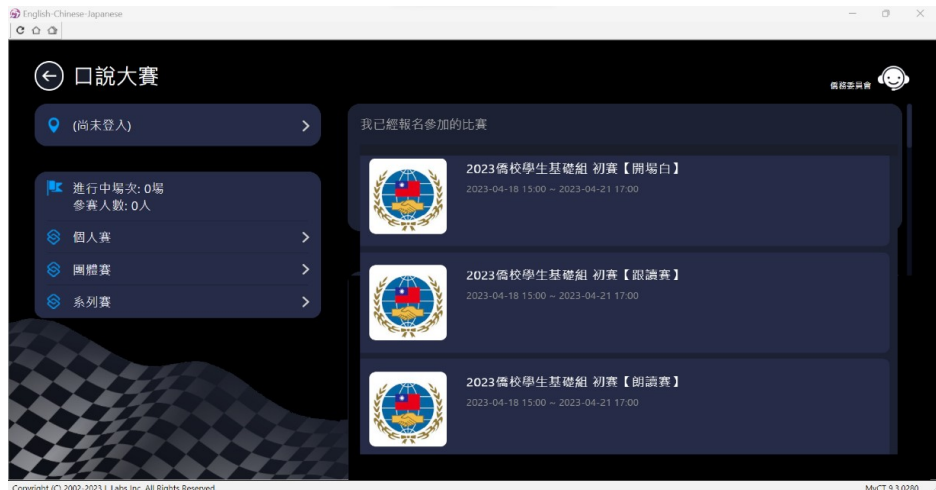 English-Chinese-Japanese
口說大賽
僑務委員會
(尚未登入)
進行中場次: 0場
參賽人數: 0人
個人賽
團體賽
系列賽
我已經報名參加的比賽
2023僑校學生基礎組 初賽【開場白】
2023-04-18 15:00 ~ 2023-04-21 17:00
2023僑校學生基礎組 初賽【跟讀賽】
2023-04-18 15:00 ~ 2023-04-21 17:00
2023僑校學生基礎組 初賽【朗讀賽】
2023-04-18 15:00 ~ 2023-04-21 17:00
Copyright (C) 2002-2023 L Labs Inc. All Rights Reserved.
MyCT 9.3.0280